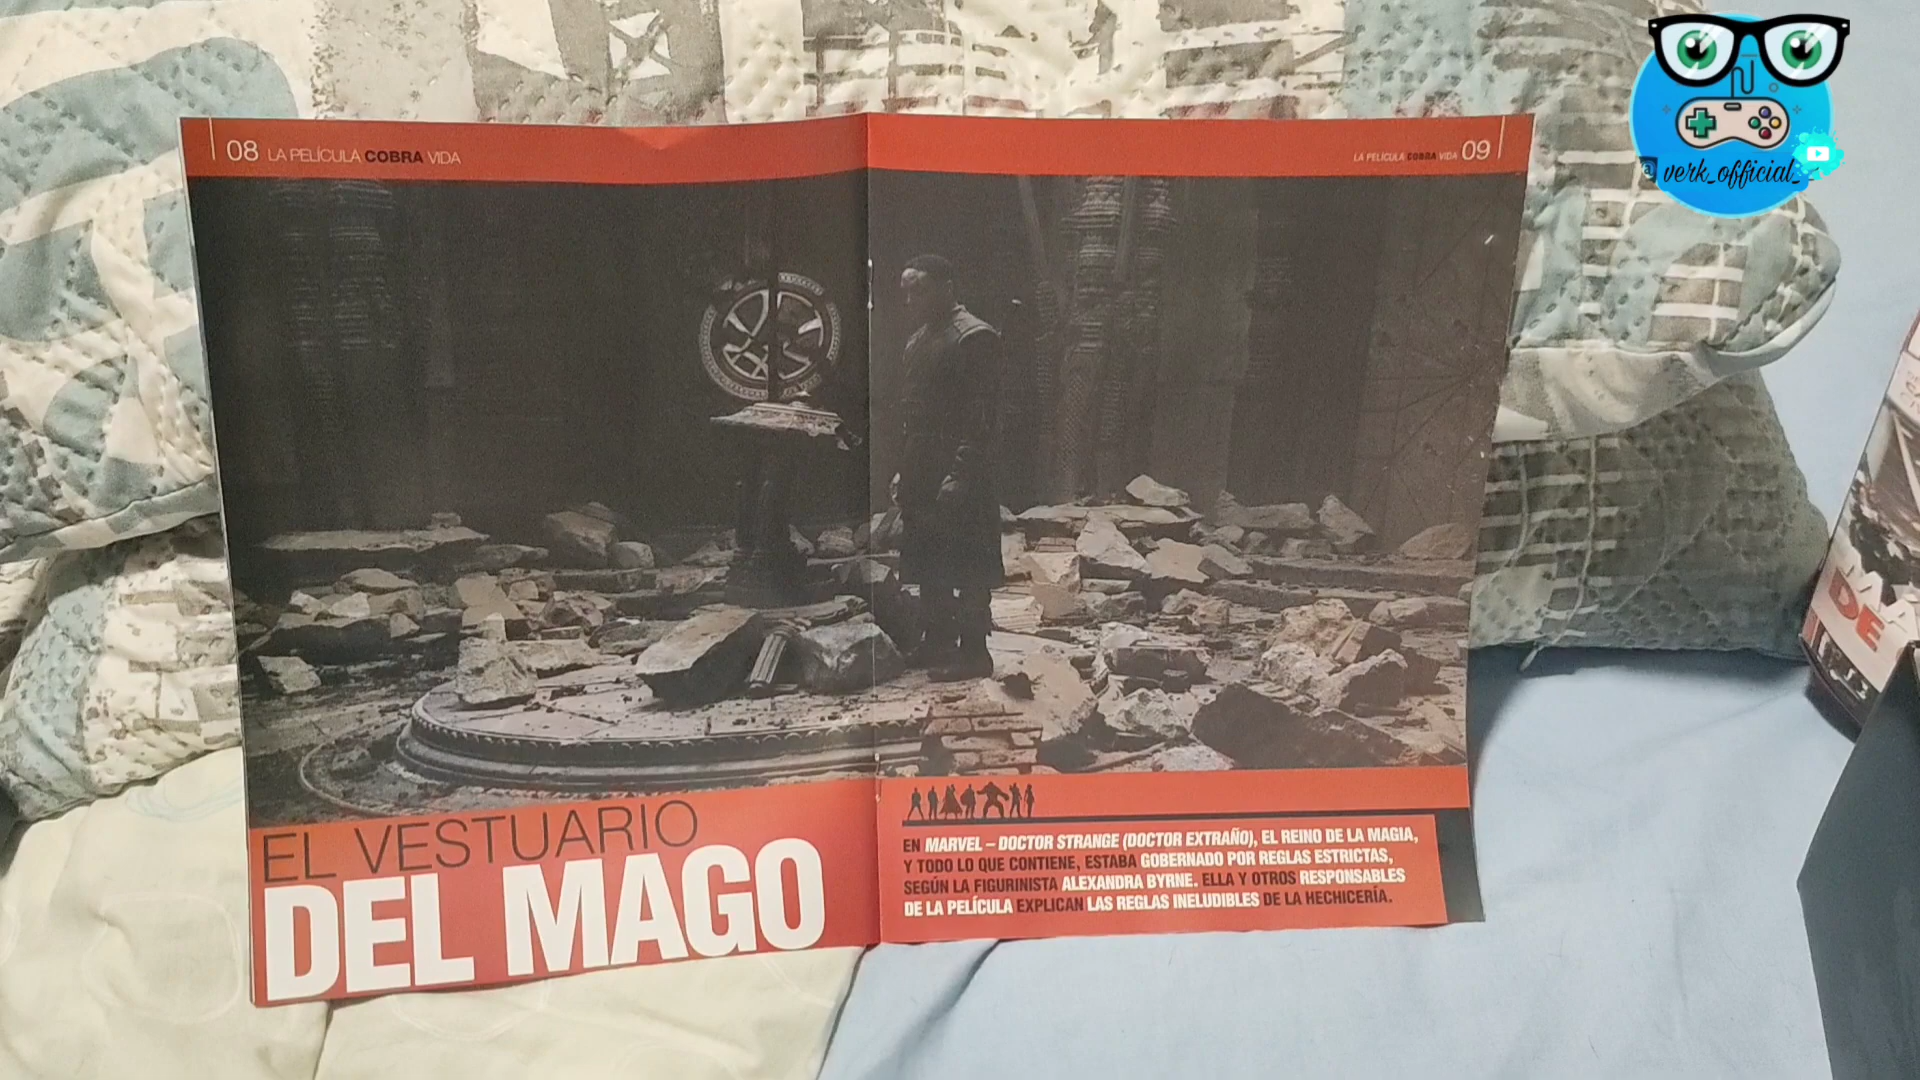 08 LA PELÍCULA COBRA VIDA
LA PELÍCULA COBRA VIDA 09
@verk_official_
EL VESTUARIO
DEL MAGO
EN MARVEL – DOCTOR STRANGE (DOCTOR EXTRAÑO), EL REINO DE LA MAGIA,
Y TODO LO QUE CONTIENE, ESTABA GOBERNADO POR REGLAS ESTRICTAS,
SEGÚN LA FIGURINISTA ALEXANDRA BYRNE. ELLA Y OTROS RESPONSABLES
DE LA PELÍCULA EXPLICAN LAS REGLAS INELUDIBLES DE LA HECHICERÍA.
DE